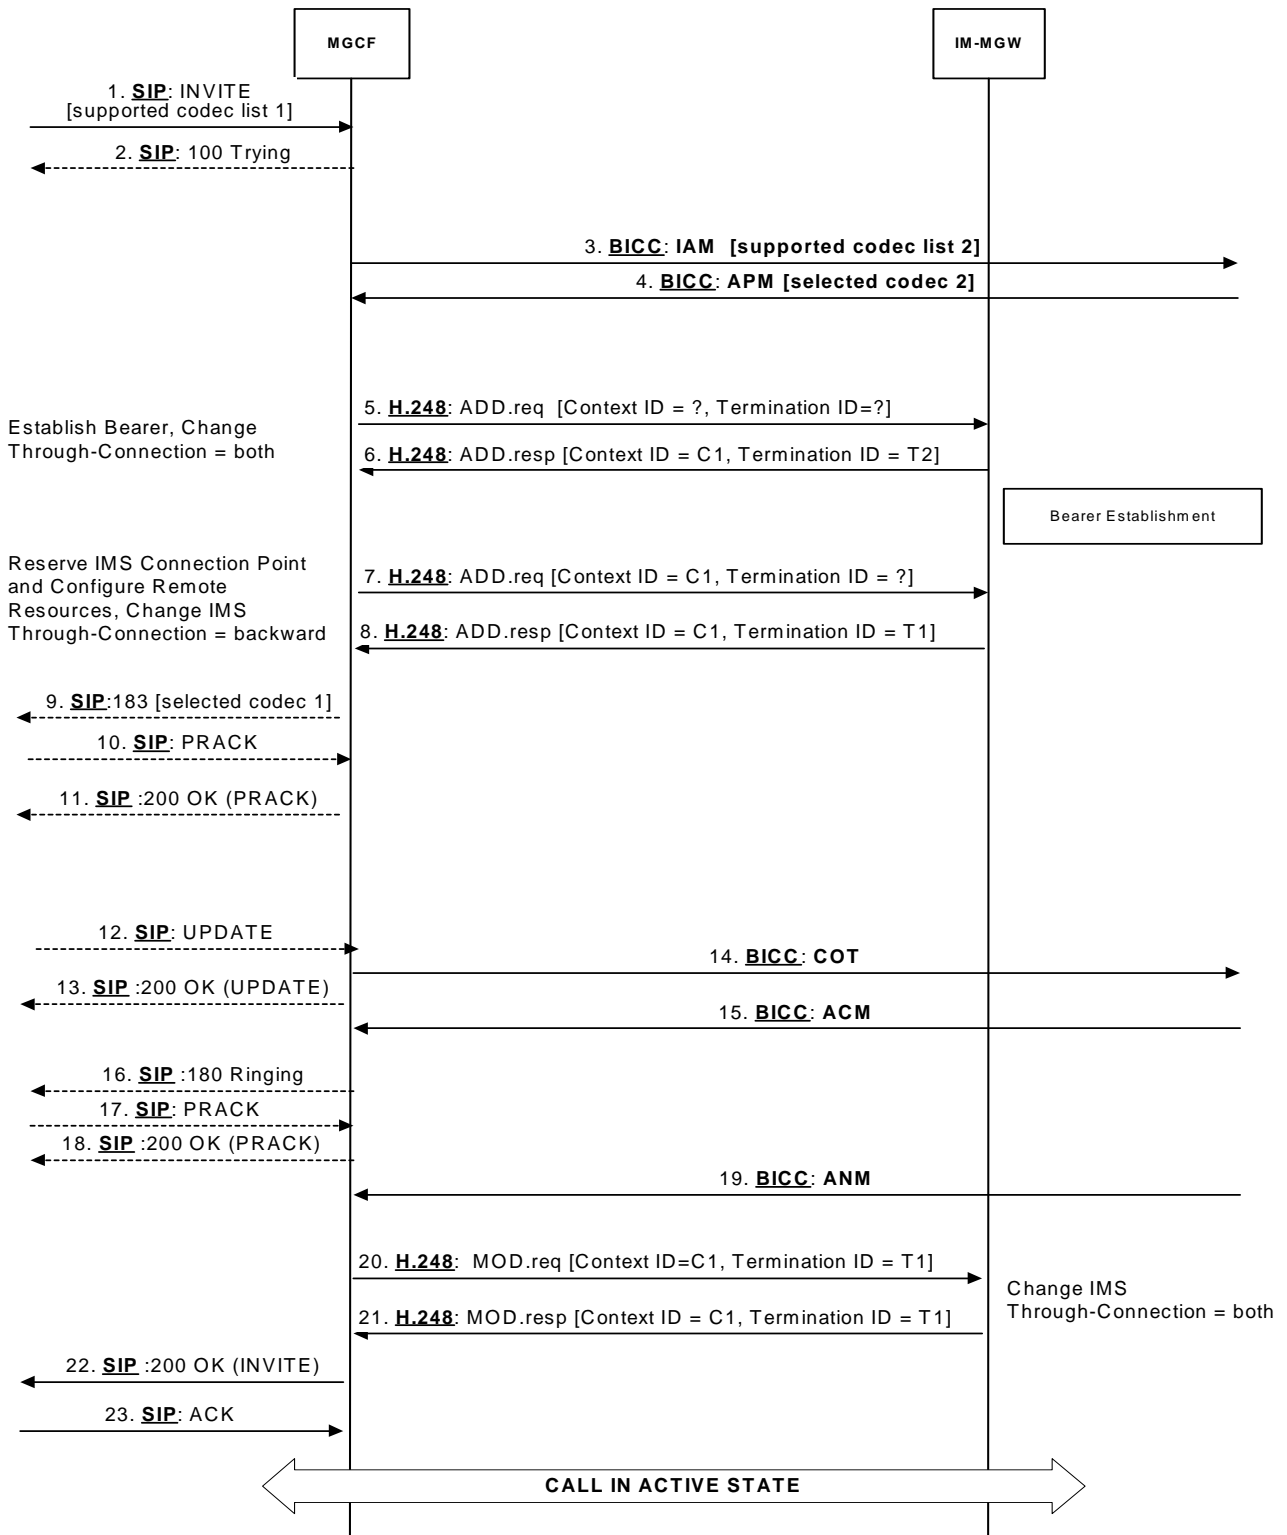 MGCF
IM-MGW
1. SIP: INVITE
[supported codec list 1]
2. SIP: 100 Trying
3. BICC: IAM [supported codec list 2]
4. BICC: APM [selected codec 2]
5. H.248: ADD.req [Context ID = ?, Termination ID=?]
Establish Bearer, Change
Through-Connection = both
6. H.248: ADD.resp [Context ID = C1, Termination ID = T2]
Bearer Establishment
Reserve IMS Connection Point
and Configure Remote
Resources, Change IMS
Through-Connection = backward
7. H.248: ADD.req [Context ID = C1, Termination ID = ?]
8. H.248: ADD.resp [Context ID = C1, Termination ID = T1]
9. SIP:183 [selected codec 1]
10. SIP: PRACK
11. SIP :200 OK (PRACK)
12. SIP: UPDATE
14. BICC: COT
13. SIP :200 OK (UPDATE)
15. BICC: ACM
16. SIP :180 Ringing
17. SIP: PRACK
18. SIP :200 OK (PRACK)
19. BICC: ANM
20. H.248: MOD.req [Context ID=C1, Termination ID = T1]
Change IMS
Through-Connection = both
21. H.248: MOD.resp [Context ID = C1, Termination ID = T1]
22. SIP :200 OK (INVITE)
23. SIP: ACK
CALL IN ACTIVE STATE